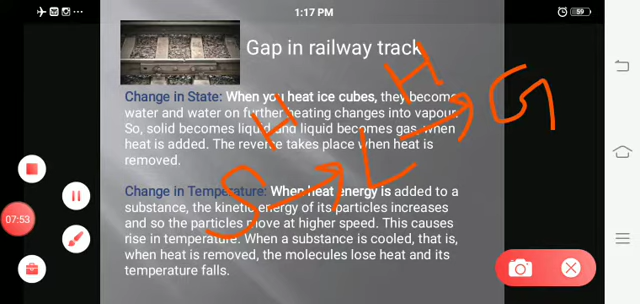 1:17 PM
59
Gap in railway track
H
G
Change in State: When you heat ice cubes, they become
H
water and water on further heating changes into vapour.
So, solid becomes liquid and liquid becomes gas, when
heat is added. The reverse takes place when heat is
removed.
S
L
Change in Temperature: When heat energy is added to a
substance, the kinetic energy of its particles increases
and so the particles move at higher speed. This causes
rise in temperature. When a substance is cooled, that is,
when heat is removed, the molecules lose heat and its
temperature falls.
07:53